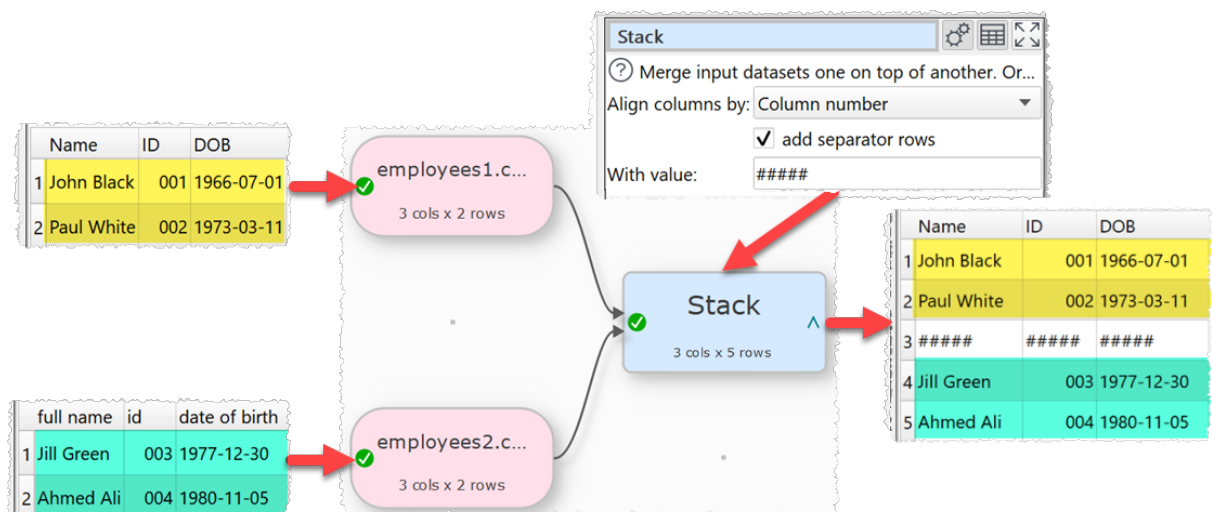 Stack
? Merge input datasets one on top of another. Or...
Align columns by: Column number
add separator rows
With value: #####
Name ID DOB
1 John Black 001 1966-07-01
2 Paul White 002 1973-03-11
employees1.c...
3 cols x 2 rows
Stack
3 cols x 5 rows
Name ID DOB
1 John Black 001 1966-07-01
2 Paul White 002 1973-03-11
3 ##### ##### #####
4 Jill Green 003 1977-12-30
5 Ahmed Ali 004 1980-11-05
full name id date of birth
1 Jill Green 003 1977-12-30
2 Ahmed Ali 004 1980-11-05
employees2.c...
3 cols x 2 rows